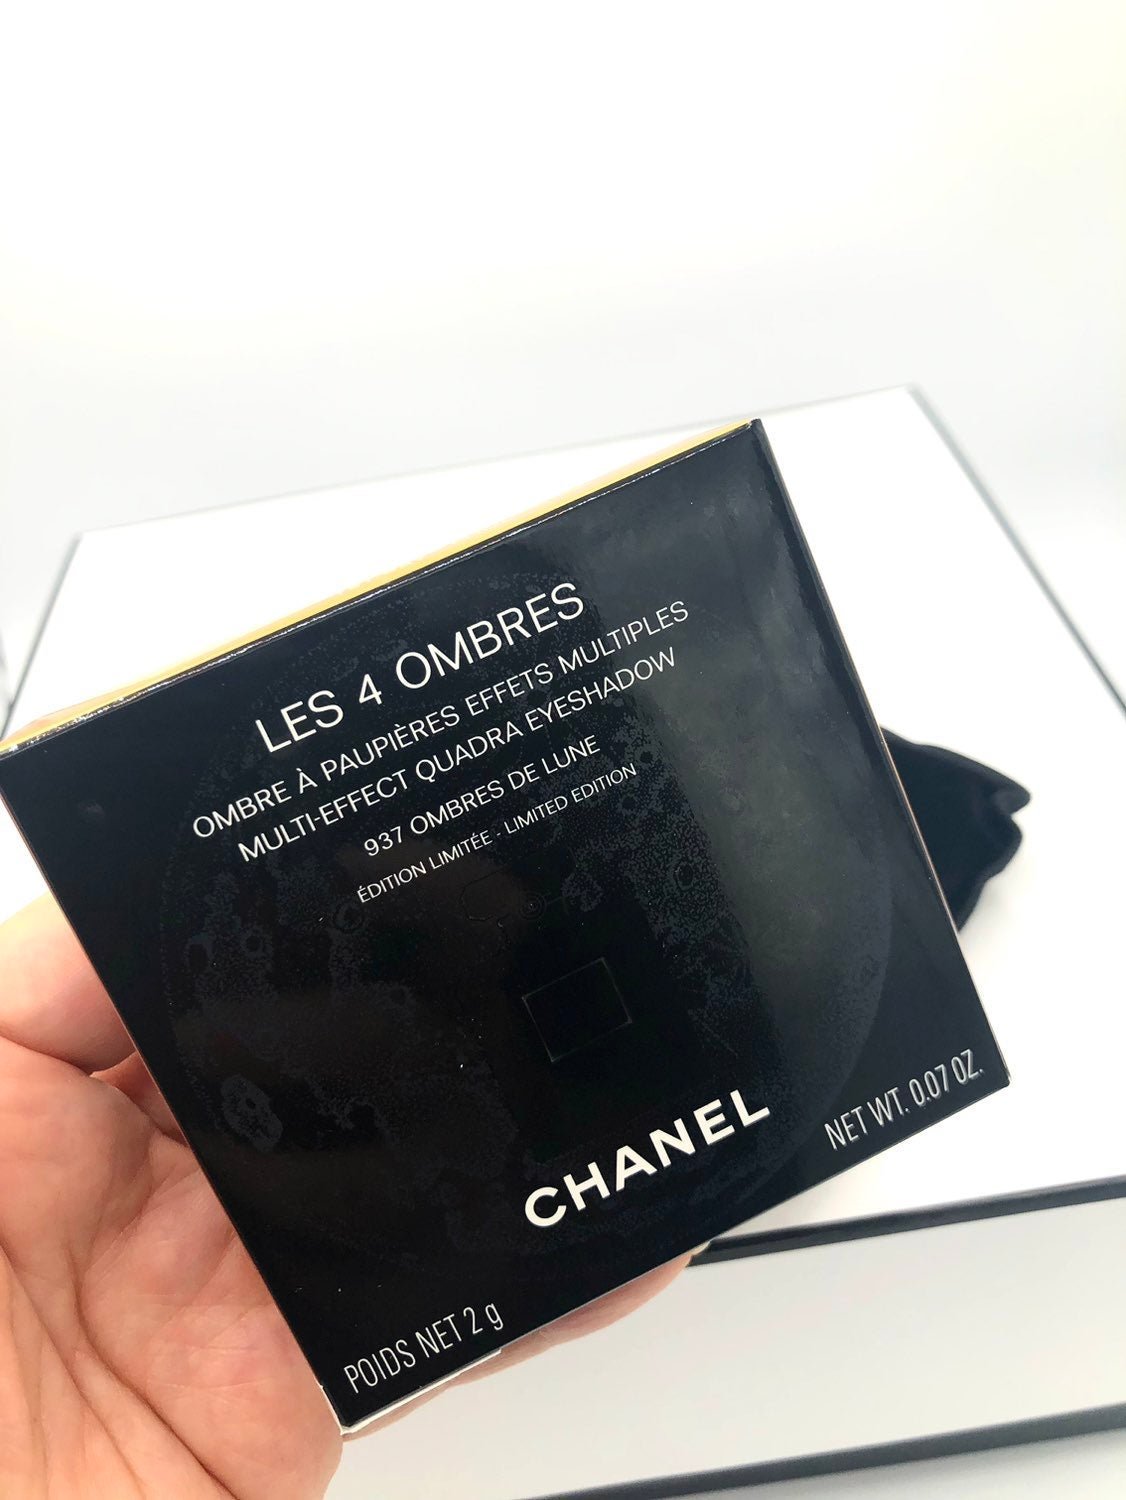 LES 4 OMBRES
OMBRE À PAUPIÈRES EFFETS MULTIPLES
MULTI-EFFECT QUADRA EYESHADOW
937 OMBRES DE LUNE
ÉDITION LIMITÉE - LIMITED EDITION
CHANEL
POIDS NET 2 g
NET WT. 0.07 OZ.